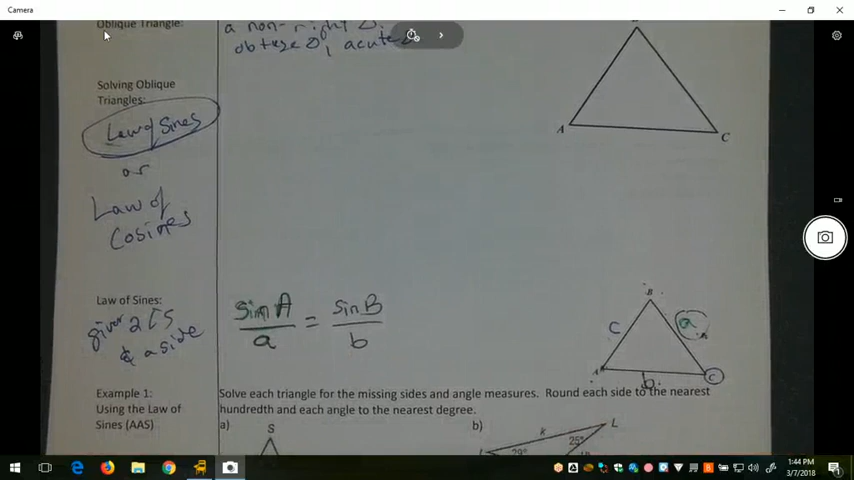 Camera
Oblique Triangle:
a non-right Δ.
obtuse Δ, acute Δ
Solving Oblique
Triangles:
Law of Sines
or
Law of
Cosines
A
C
Law of Sines:
given 2 ∠s
& a side
sin A / a = sin B / b
B
c
a
A
b
C
Example 1:
Using the Law of
Sines (AAS)
Solve each triangle for the missing sides and angle measures. Round each side to the nearest
hundredth and each angle to the nearest degree.
a)
S
b)
k
L
25°
29°
1:44 PM
3/7/2018